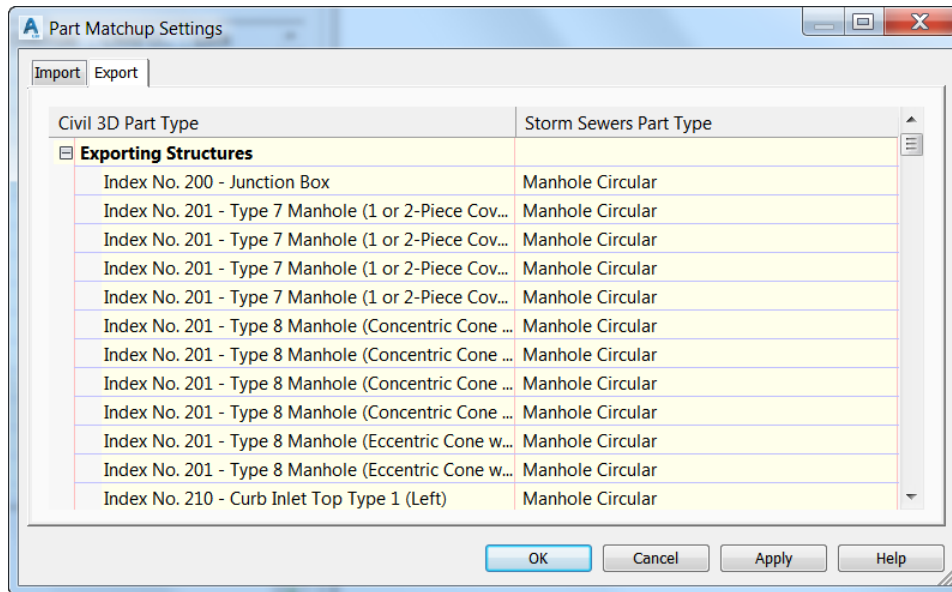 Part Matchup Settings
Import Export
Civil 3D Part Type Storm Sewers Part Type
Exporting Structures
Index No. 200 - Junction Box Manhole Circular
Index No. 201 - Type 7 Manhole (1 or 2-Piece Cov... Manhole Circular
Index No. 201 - Type 7 Manhole (1 or 2-Piece Cov... Manhole Circular
Index No. 201 - Type 7 Manhole (1 or 2-Piece Cov... Manhole Circular
Index No. 201 - Type 7 Manhole (1 or 2-Piece Cov... Manhole Circular
Index No. 201 - Type 8 Manhole (Concentric Cone ... Manhole Circular
Index No. 201 - Type 8 Manhole (Concentric Cone ... Manhole Circular
Index No. 201 - Type 8 Manhole (Concentric Cone ... Manhole Circular
Index No. 201 - Type 8 Manhole (Concentric Cone ... Manhole Circular
Index No. 201 - Type 8 Manhole (Eccentric Cone w... Manhole Circular
Index No. 201 - Type 8 Manhole (Eccentric Cone w... Manhole Circular
Index No. 210 - Curb Inlet Top Type 1 (Left) Manhole Circular
OK Cancel Apply Help